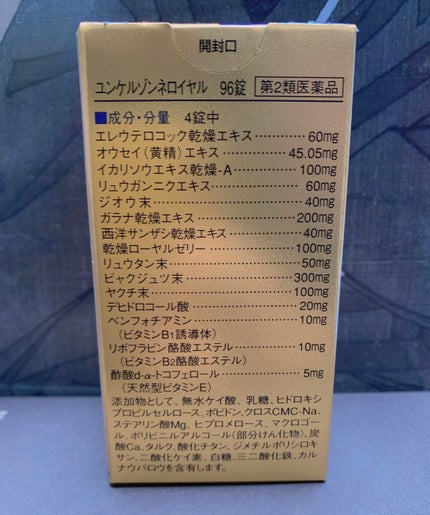 開封口
ユンケルゾンネロイヤル 96錠 第2類医薬品
■成分・分量 4錠中
エレウテロコック乾燥エキス…………60mg
オウセイ(黄精)エキス…………45.05mg
イカリソウエキス乾燥-A…………100mg
リュウガンニクエキス…………60mg
ジオウ末…………40mg
ガラナ乾燥エキス…………200mg
西洋サンザシ乾燥エキス…………40mg
乾燥ローヤルゼリー…………100mg
リュウタン末…………50mg
ビャクジュツ末…………300mg
ヤクチ末…………100mg
デヒドロコール酸…………20mg
ベンフォチアミン…………10mg
(ビタミンB1誘導体)
リボフラビン酪酸エステル…………10mg
(ビタミンB2酪酸エステル)
酢酸d-α-トコフェロール…………5mg
(天然型ビタミンE)
添加物として、無水ケイ酸、乳糖、ヒドロキシ
プロピルセルロース、ポビドン、クロスCMC-Na、
ステアリン酸Mg、ヒプロメロース、マクロゴー
ル、ポリビニルアルコール(部分けん化物)、炭
酸Ca、タルク、酸化チタン、ジメチルポリシロキ
サン、二酸化ケイ素、白糖、三二酸化鉄、カル
ナウバロウを含有します。